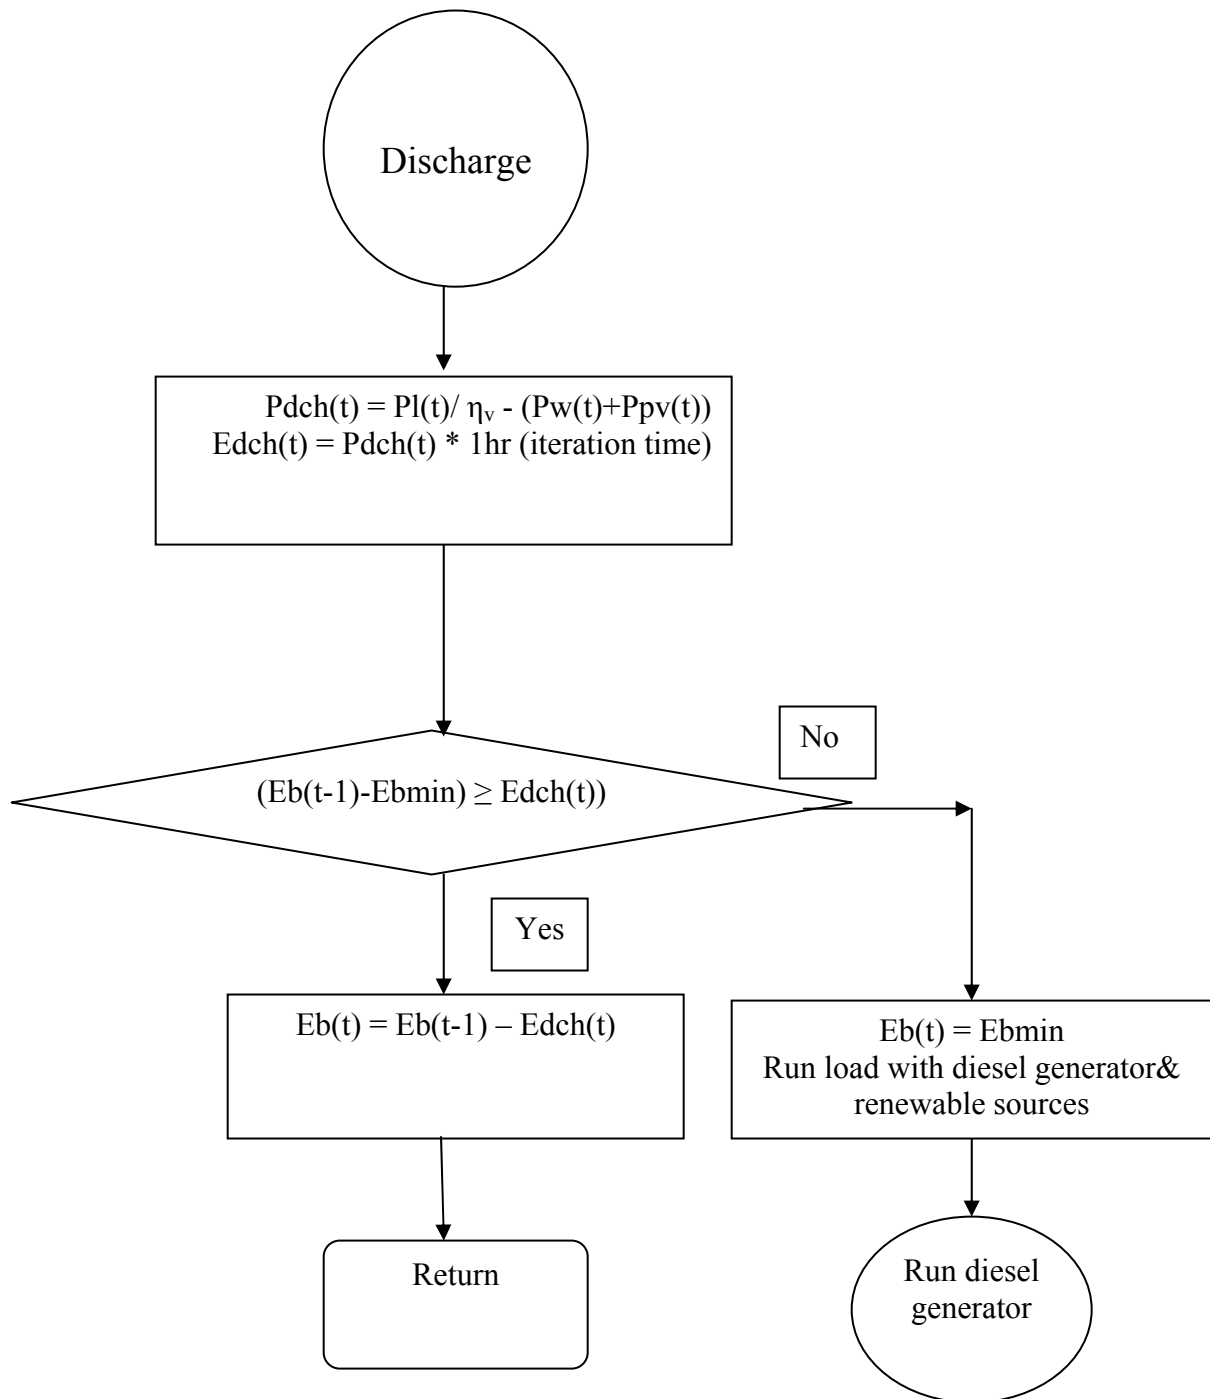 Discharge
Pdch(t) = Pl(t)/ ηv - (Pw(t)+Ppv(t))
Edch(t) = Pdch(t) * 1hr (iteration time)
No
(Eb(t-1)-Ebmin) ≥ Edch(t))
Yes
Eb(t) = Eb(t-1) – Edch(t)
Eb(t) = Ebmin
Run load with diesel generator&
renewable sources
Return
Run diesel
generator